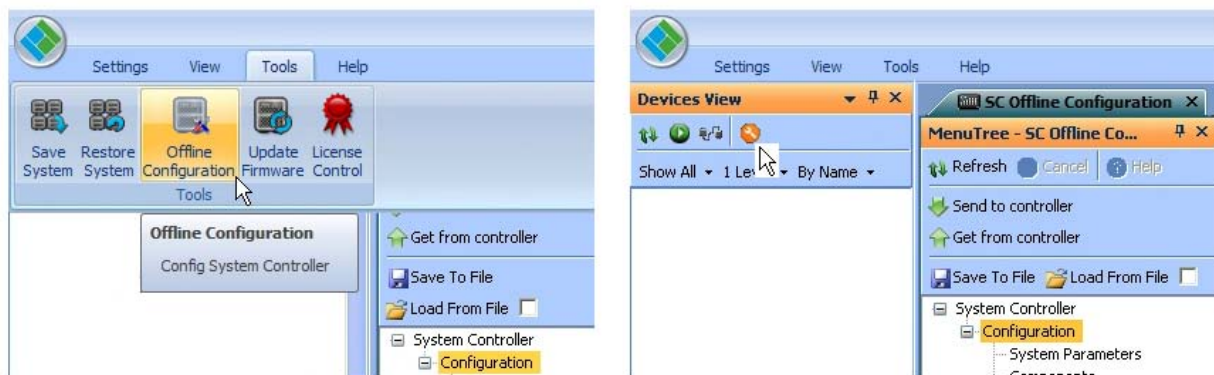 Settings View Tools Help
Save System
Restore System
Offline Configuration
Update Firmware
License Control
Tools
Offline Configuration
Config System Controller
Get from controller
Save To File
Load From File
System Controller
Configuration
Settings View Tools Help
Devices View
Show All 1 Le By Name
SC Offline Configuration
MenuTree - SC Offline Co...
Refresh Cancel Help
Send to controller
Get from controller
Save To File Load From File
System Controller
Configuration
System Parameters